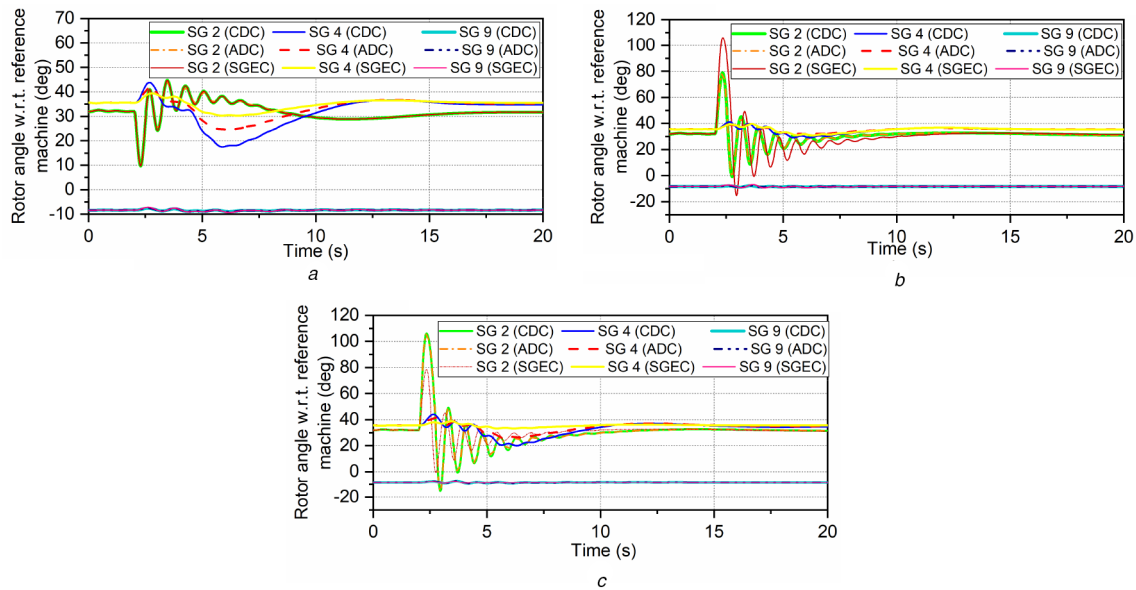 70
60
50
40
30
20
10
0
-10
Rotor angle w.r.t. reference
machine (deg)
SG 2 (CDC) SG 4 (CDC) SG 9 (CDC)
SG 2 (ADC) SG 4 (ADC) SG 9 (ADC)
SG 2 (SGEC) SG 4 (SGEC) SG 9 (SGEC)
0 5 10 15 20
Time (s)
a
120
100
80
60
40
20
0
-20
Rotor angle w.r.t. reference
machine (deg)
SG 2 (CDC) SG 4 (CDC) SG 9 (CDC)
SG 2 (ADC) SG 4 (ADC) SG 9 (ADC)
SG 2 (SGEC) SG 4 (SGEC) SG 9 (SGEC)
0 5 10 15 20
Time (s)
b
120
100
80
60
40
20
0
-20
Rotor angle w.r.t. reference
machine (deg)
SG 2 (CDC) SG 4 (CDC) SG 9 (CDC)
SG 2 (ADC) SG 4 (ADC) SG 9 (ADC)
SG 2 (SGEC) SG 4 (SGEC) SG 9 (SGEC)
0 5 10 15 20
Time (s)
c